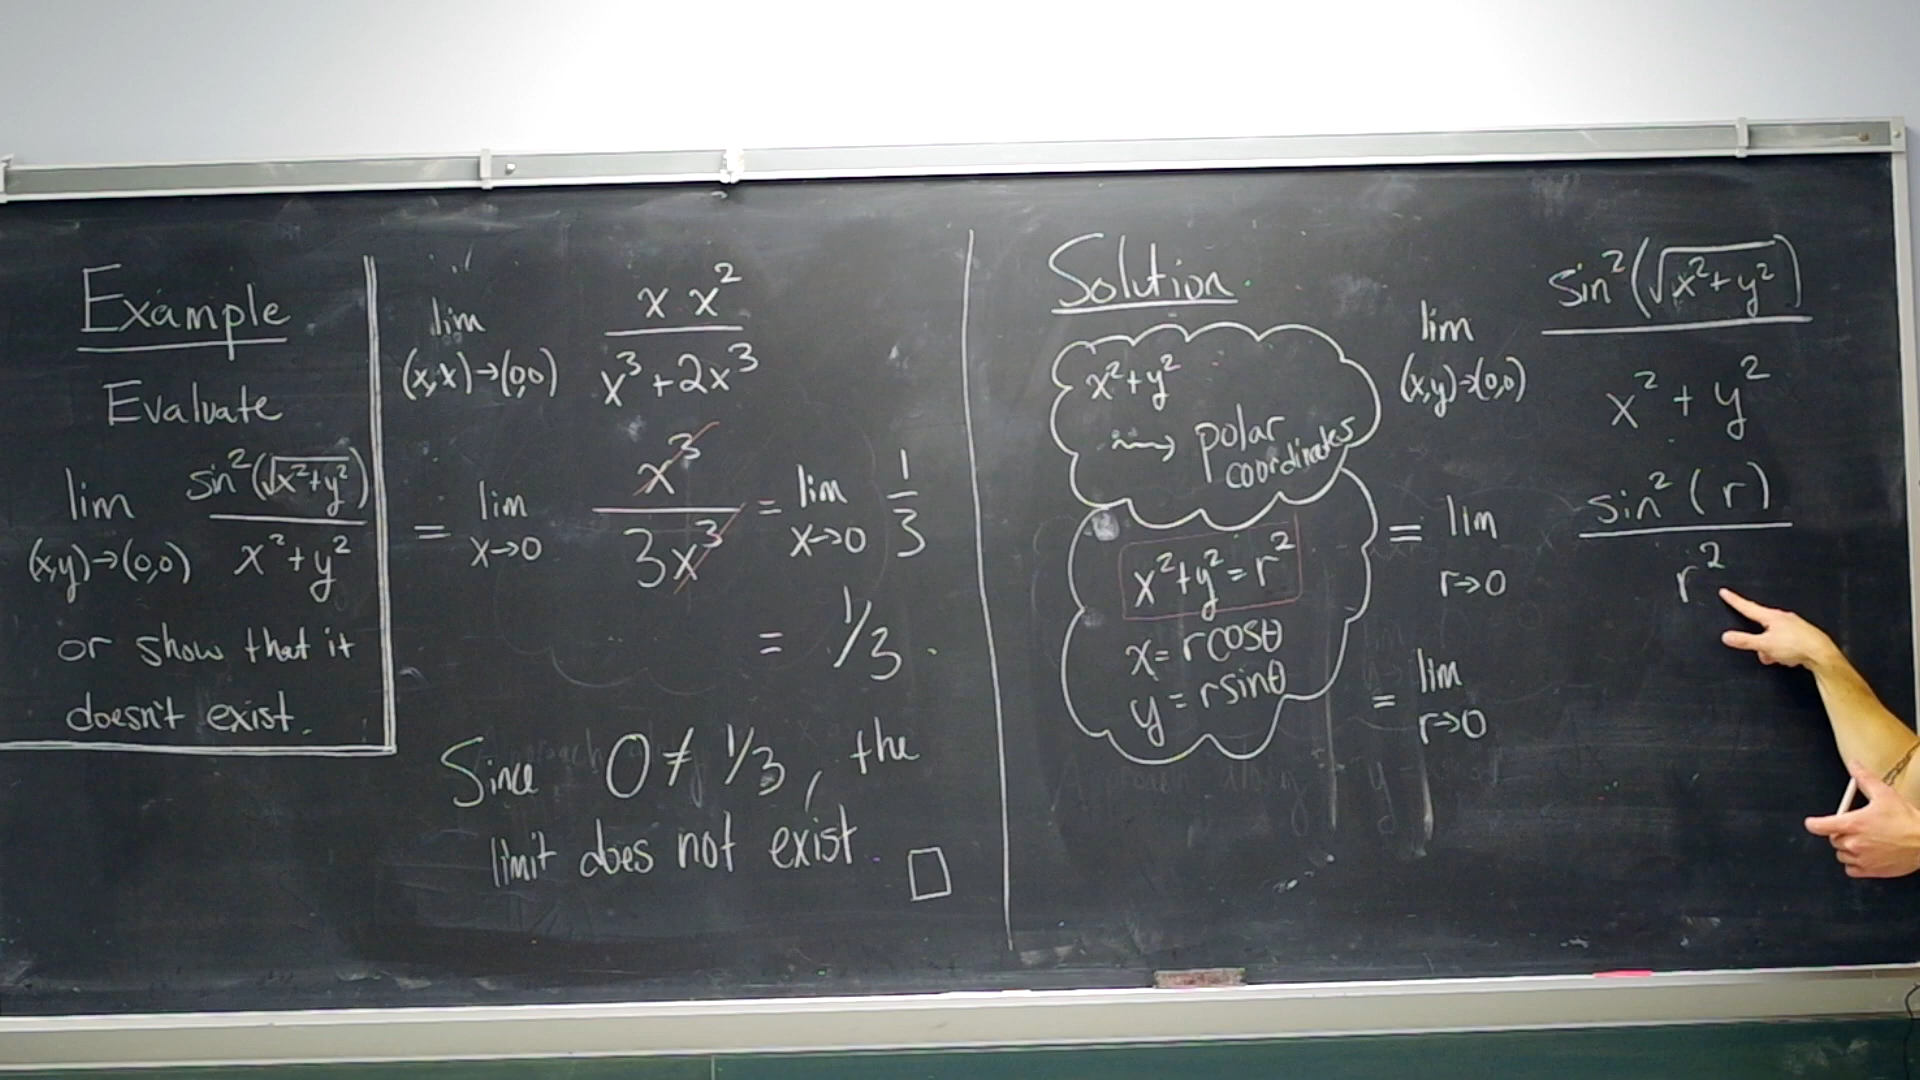 Example
Evaluate
lim sin²(√x²+y²)
(x,y)→(0,0) x²+y²
or show that it
doesn't exist.
lim x x²
(x,x)→(0,0) x³+2x³
= lim x³ = lim 1
x→0 3x³ x→0 3
= 1/3.
Since 0 ≠ 1/3, the
limit does not exist. □
Solution
x²+y²
⇝ polar
coordinates
x²+y²=r²
x=rcosθ
y=rsinθ
lim sin²(√x²+y²)
(x,y)→(0,0) x²+y²
= lim sin²(r)
r→0 r²
= lim
r→0